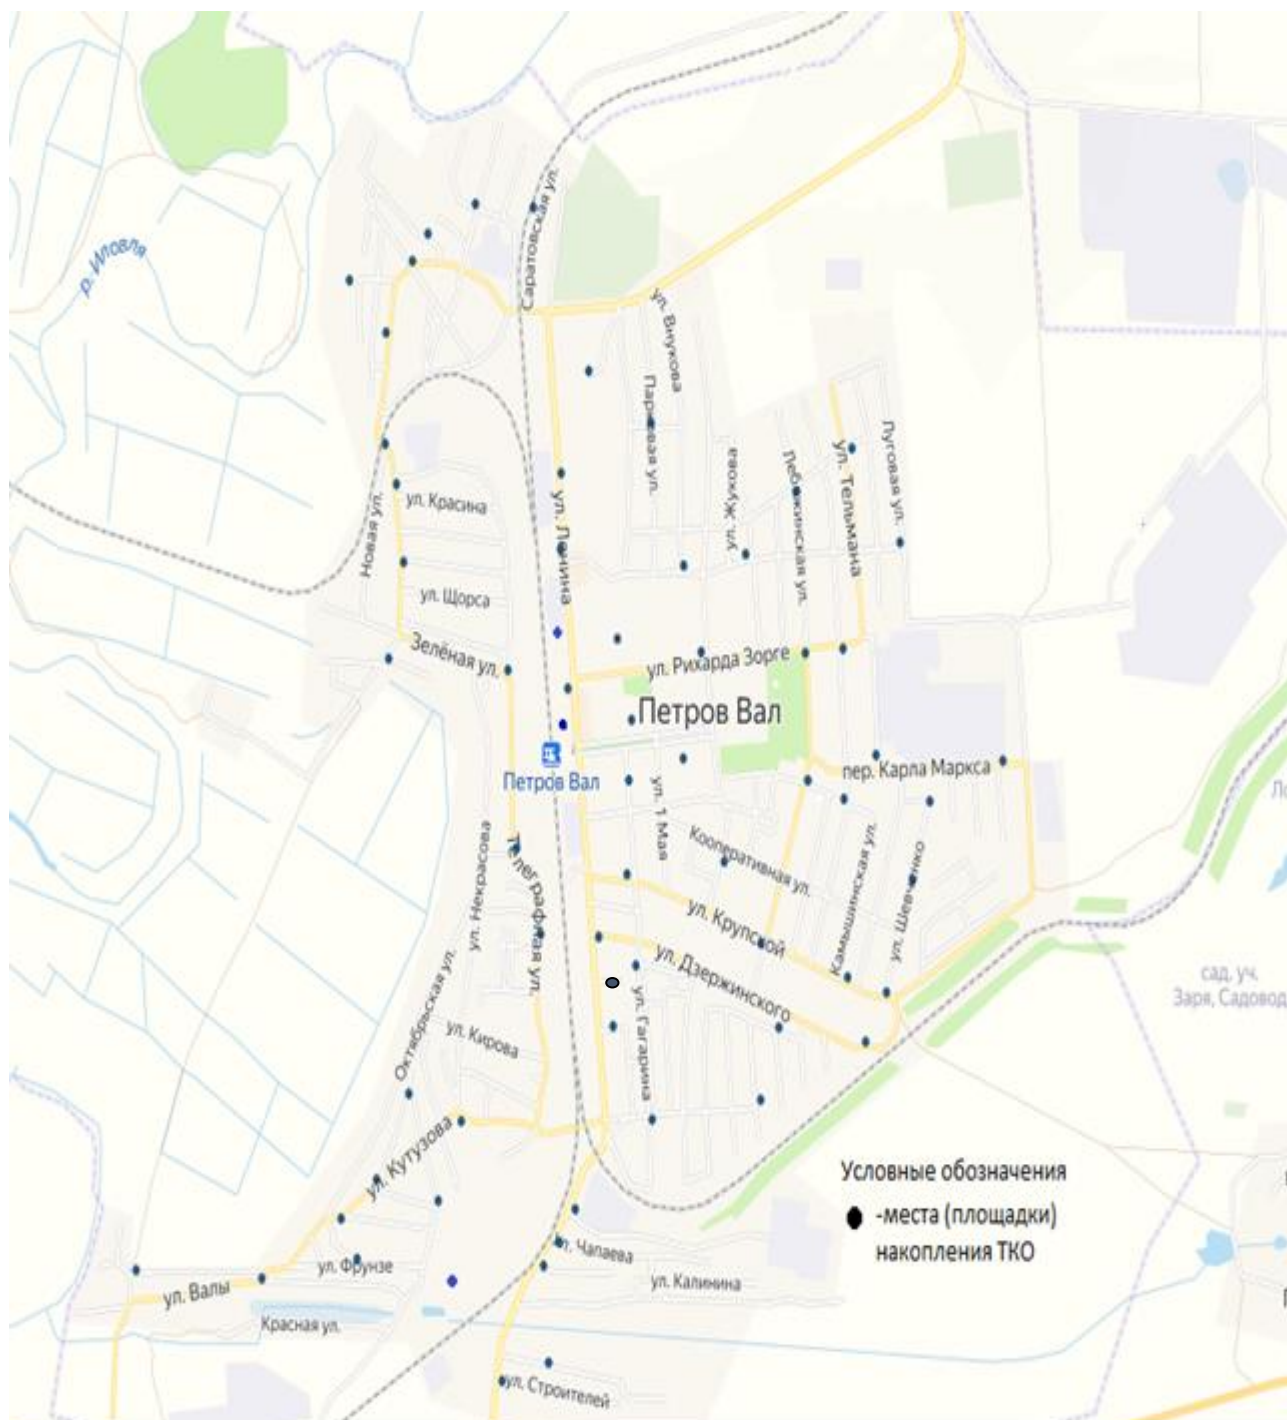 р. Иловля
Саратовская ул.
ул. Внукова
Парковая ул.
ул. Жукова
Лебяжинская ул.
ул. Тельмана
Луговая ул.
ул. Красина
Новая ул.
ул. Ленина
ул. Щорса
Зелёная ул.
ул. Рихарда Зорге
Петров Вал
Петров Вал
пер. Карла Маркса
ул. 1 Мая
Кооперативная ул.
Камышинская ул.
ул. Шевченко
ул. Некрасова
Телеграфная ул.
ул. Крупской
ул. Дзержинского
Октябрьская ул.
ул. Кирова
ул. Гагарина
сад. уч.
Заря, Садовод
ул. Кутузова
Условные обозначения
-места (площадки)
накопления ТКО
ул. Чапаева
ул. Фрунзе
ул. Калинина
ул. Валы
Красная ул.
ул. Строителей